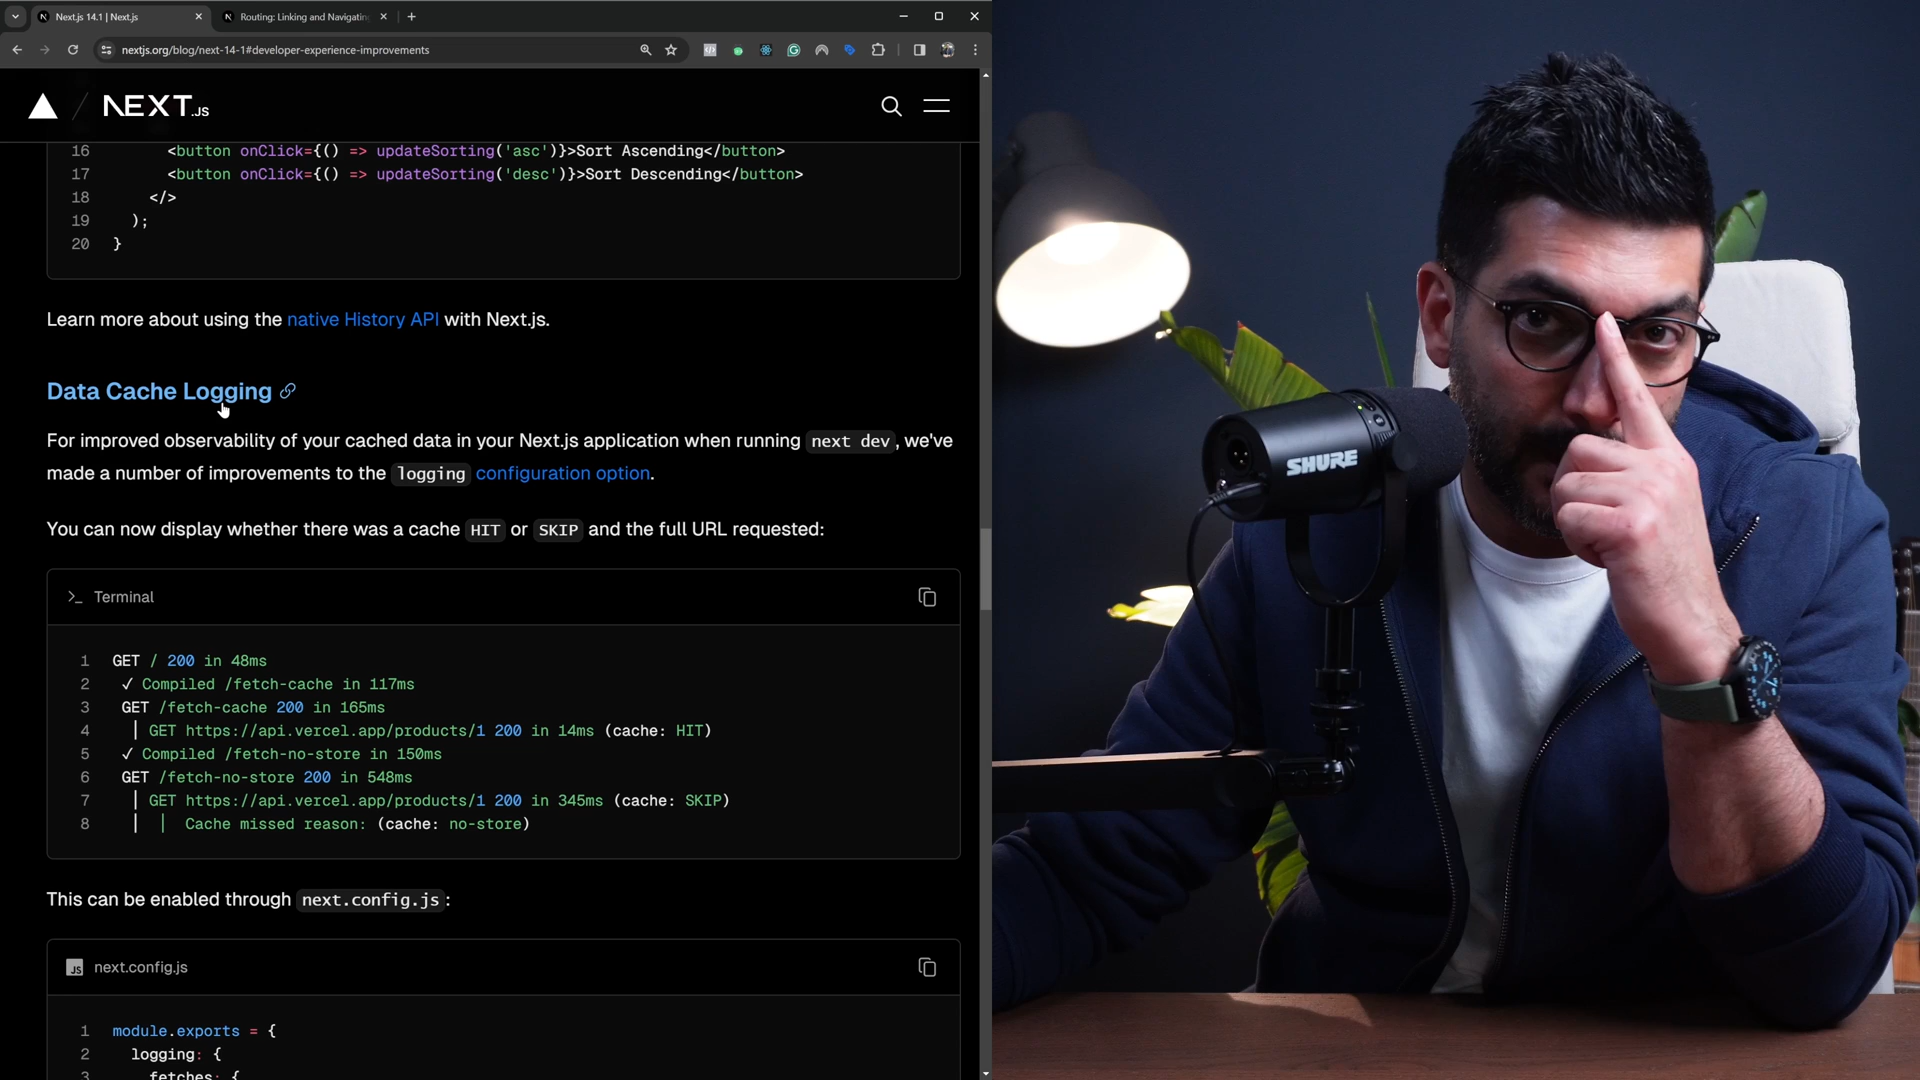 Next.js 14.1 | Next.js
Routing: Linking and Navigating
nextjs.org/blog/next-14-1#developer-experience-improvements
NEXT.JS
16 <button onClick={() => updateSorting('asc')}>Sort Ascending</button>
17 <button onClick={() => updateSorting('desc')}>Sort Descending</button>
18 </>
19 );
20 }
Learn more about using the native History API with Next.js.
Data Cache Logging
For improved observability of your cached data in your Next.js application when running next dev, we've
made a number of improvements to the logging configuration option.
You can now display whether there was a cache HIT or SKIP and the full URL requested:
>_ Terminal
1 GET / 200 in 48ms
2 ✓ Compiled /fetch-cache in 117ms
3 GET /fetch-cache 200 in 165ms
4 | GET https://api.vercel.app/products/1 200 in 14ms (cache: HIT)
5 ✓ Compiled /fetch-no-store in 150ms
6 GET /fetch-no-store 200 in 548ms
7 | GET https://api.vercel.app/products/1 200 in 345ms (cache: SKIP)
8 | | Cache missed reason: (cache: no-store)
This can be enabled through next.config.js:
JS next.config.js
1 module.exports = {
2 logging: {
3 fetches: {
SHURE